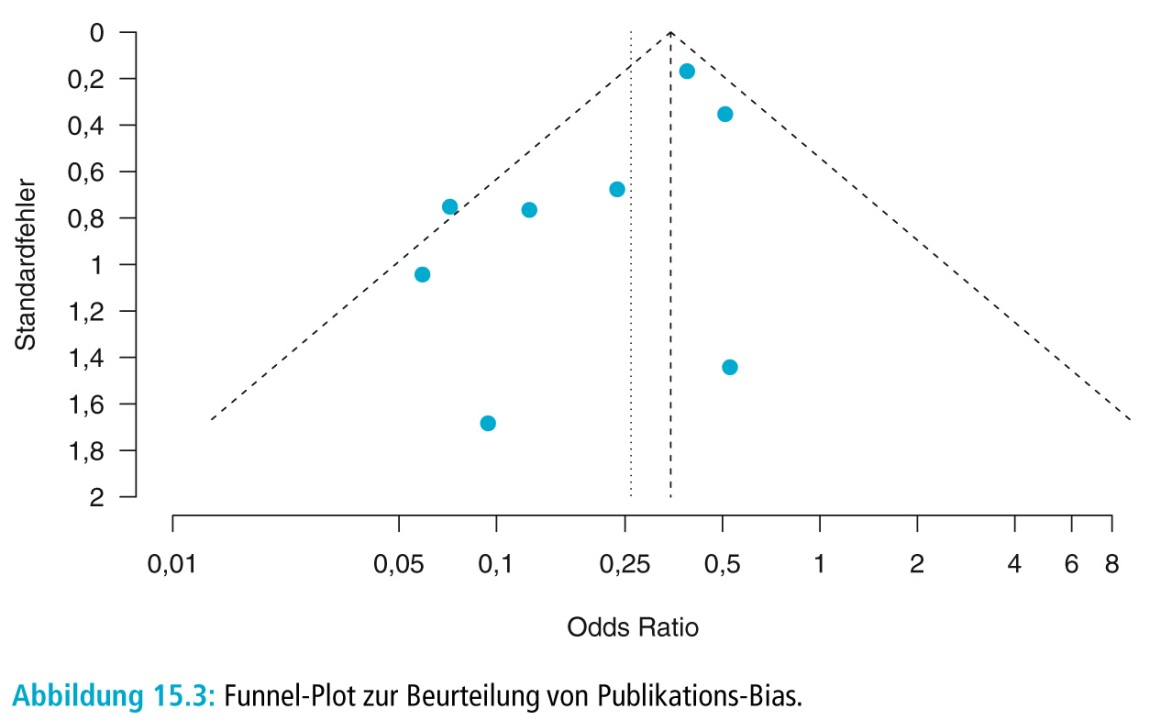 0
0,2
0,4
0,6
0,8
1
1,2
1,4
1,6
1,8
2
Standardfehler
0,01 0,05 0,1 0,25 0,5 1 2 4 6 8
Odds Ratio
Abbildung 15.3: Funnel-Plot zur Beurteilung von Publikations-Bias.